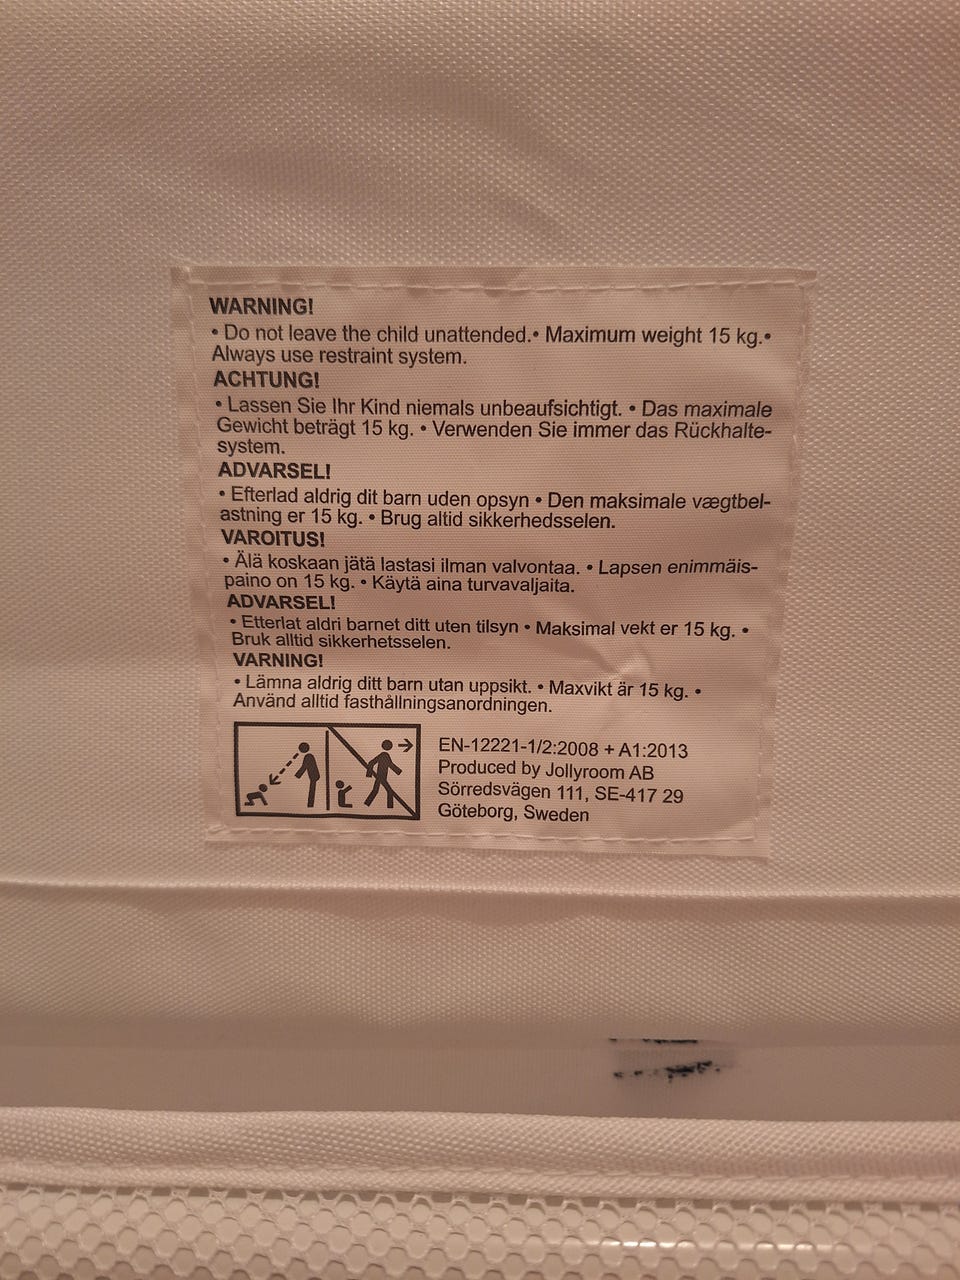 WARNING!
• Do not leave the child unattended.• Maximum weight 15 kg.•
Always use restraint system.
ACHTUNG!
• Lassen Sie Ihr Kind niemals unbeaufsichtigt. • Das maximale
Gewicht beträgt 15 kg. • Verwenden Sie immer das Rückhalte-
system.
ADVARSEL!
• Efterlad aldrig dit barn uden opsyn • Den maksimale vægtbel-
astning er 15 kg. • Brug altid sikkerhedsselen.
VAROITUS!
• Älä koskaan jätä lastasi ilman valvontaa. • Lapsen enimmäis-
paino on 15 kg. • Käytä aina turvavaljaita.
ADVARSEL!
• Etterlat aldri barnet ditt uten tilsyn • Maksimal vekt er 15 kg. •
Bruk alltid sikkerhetsselen.
VARNING!
• Lämna aldrig ditt barn utan uppsikt. • Maxvikt är 15 kg. •
Använd alltid fasthållningsanordningen.
EN-12221-1/2:2008 + A1:2013
Produced by Jollyroom AB
Sörredsvägen 111, SE-417 29
Göteborg, Sweden